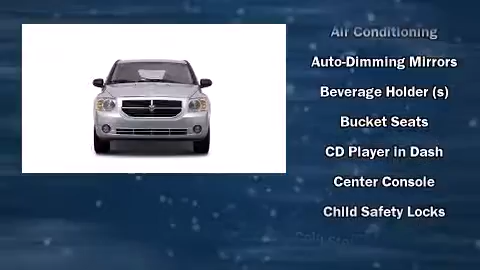 Air Conditioning
Auto-Dimming Mirrors
Beverage Holder (s)
Bucket Seats
CD Player in Dash
Center Console
Child Safety Locks